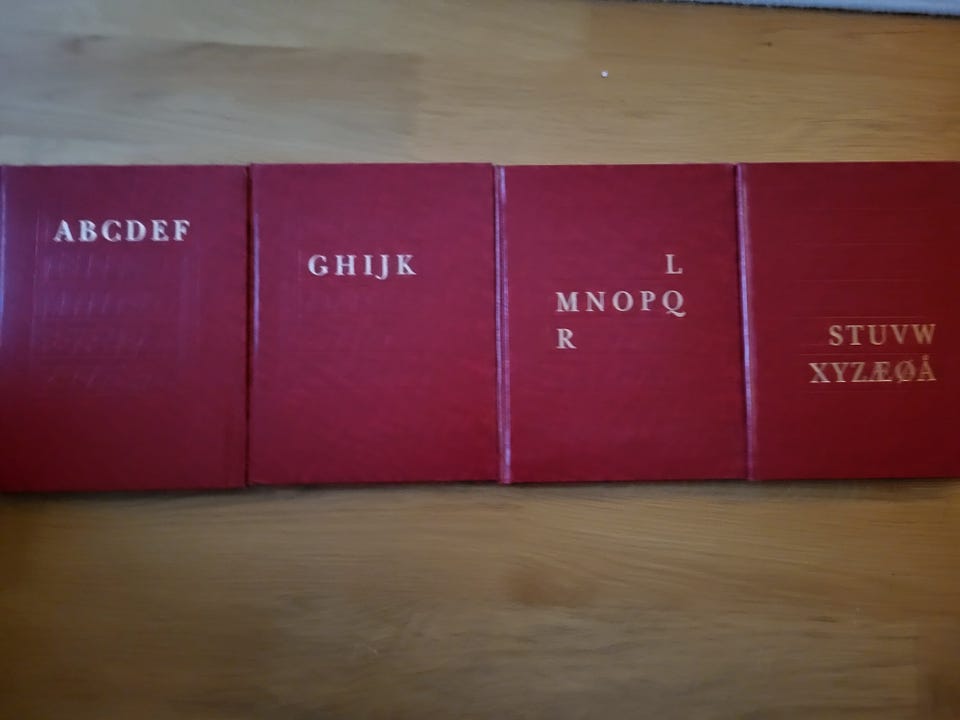 ABCDEF
GHIJK
L
MNOPQ
R
STUVW
XYZÆØÅ